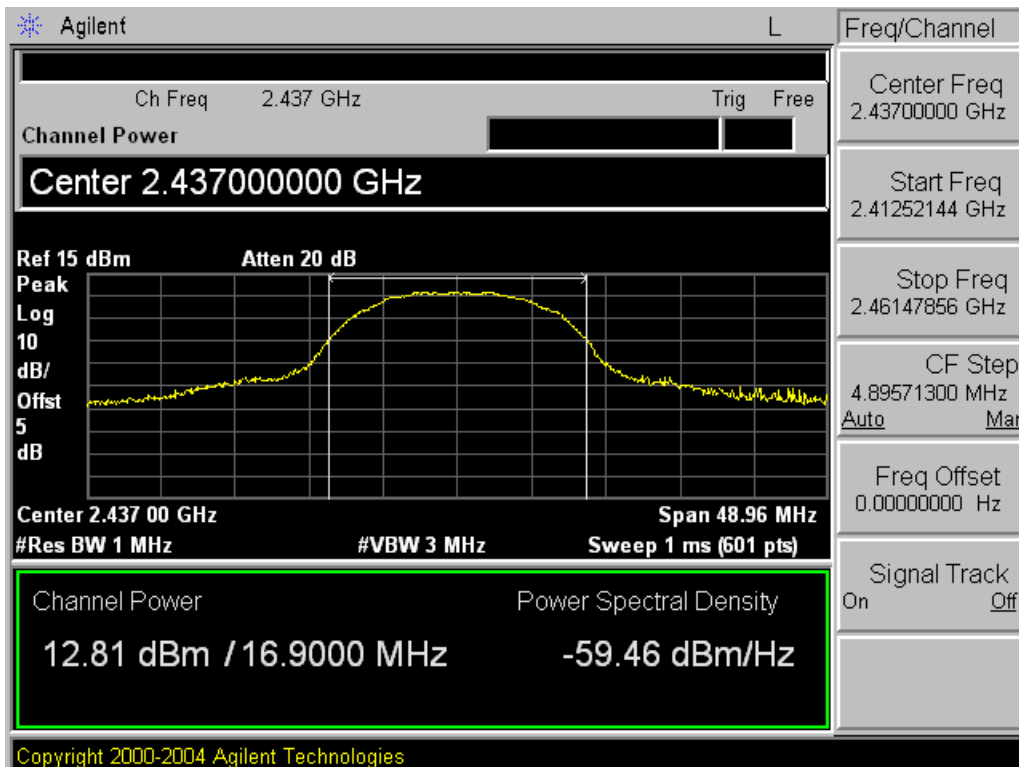 Agilent L Freq/Channel
Ch Freq 2.437 GHz Trig Free
Channel Power
Center 2.437000000 GHz
Ref 15 dBm Atten 20 dB
Peak
Log
10
dB/
Offst
5
dB
Center 2.437 00 GHz Span 48.96 MHz
#Res BW 1 MHz #VBW 3 MHz Sweep 1 ms (601 pts)
Channel Power Power Spectral Density
12.81 dBm / 16.9000 MHz -59.46 dBm/Hz
Copyright 2000-2004 Agilent Technologies
Center Freq
2.43700000 GHz
Start Freq
2.41252144 GHz
Stop Freq
2.46147856 GHz
CF Step
4.89571300 MHz
Auto Mar
Freq Offset
0.00000000 Hz
Signal Track
On Off